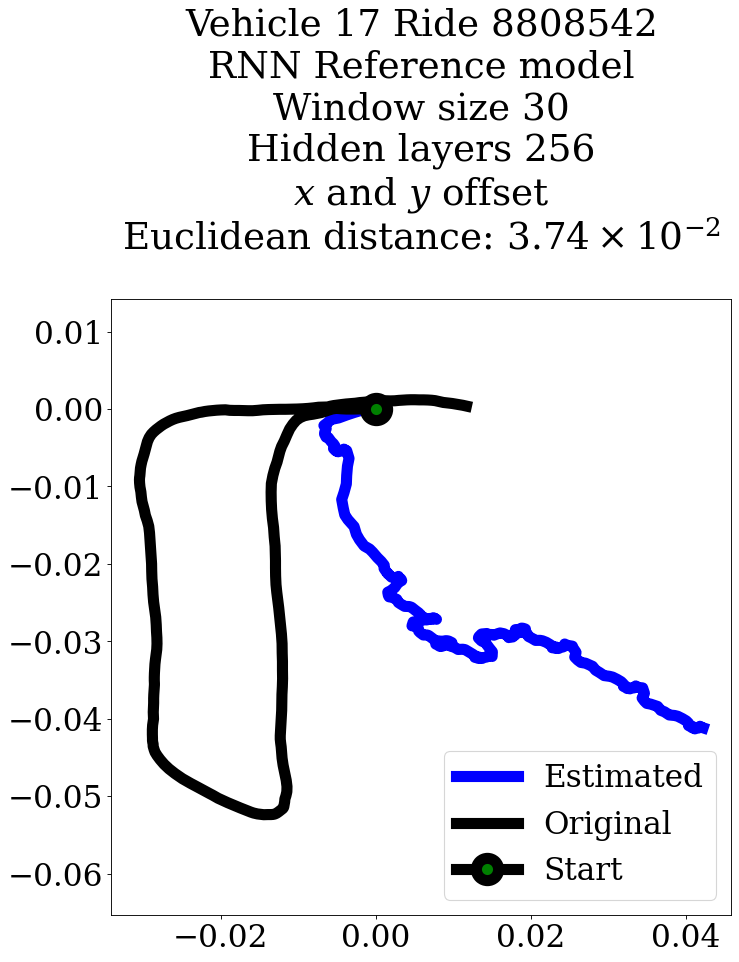 Vehicle 17 Ride 8808542
RNN Reference model
Window size 30
Hidden layers 256
x and y offset
Euclidean distance: 3.74 × 10⁻²
0.01
0.00
−0.01
−0.02
−0.03
−0.04
−0.05
−0.06
Estimated
Original
Start
−0.02 0.00 0.02 0.04